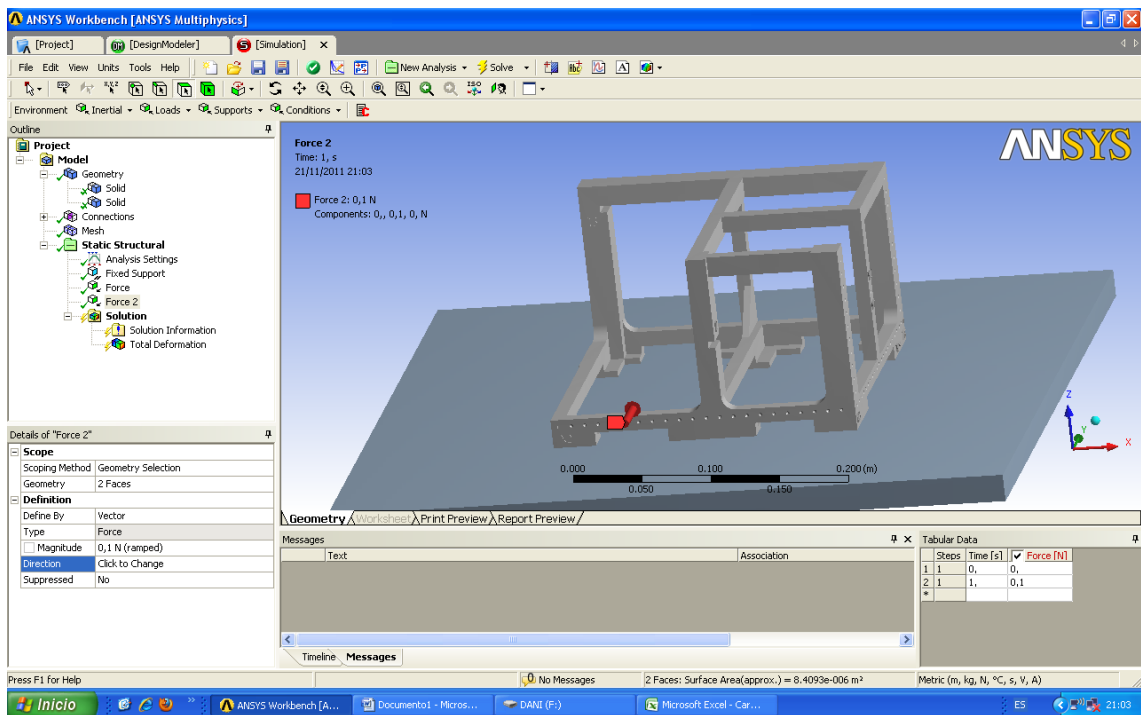 ANSYS Workbench [ANSYS Multiphysics]
[Project] [DesignModeler] [Simulation]
File Edit View Units Tools Help New Analysis Solve
Environment Inertial Loads Supports Conditions
Outline
Project
Model
Geometry
Solid
Solid
Connections
Mesh
Static Structural
Analysis Settings
Fixed Support
Force
Force 2
Solution
Solution Information
Total Deformation
Force 2
Time: 1, s
21/11/2011 21:03
Force 2: 0,1 N
Components: 0,, 0,1, 0, N
ANSYS
Z
Y
X
0.000 0.100 0.200 (m)
0.050 0.150
Geometry Worksheet Print Preview Report Preview
Details of "Force 2"
Scope
Scoping Method Geometry Selection
Geometry 2 Faces
Definition
Define By Vector
Type Force
Magnitude 0,1 N (ramped)
Direction Click to Change
Suppressed No
Messages
Text Association
Timeline Messages
Tabular Data
Steps Time [s] Force [N]
1 1 0, 0,
2 1 1, 0,1
*
Press F1 for Help No Messages 2 Faces: Surface Area(approx.) = 8.4093e-006 m² Metric (m, kg, N, ºC, s, V, A)
Inicio ANSYS Workbench [A... Documento1 - Micros... DANI (F:) Microsoft Excel - Car... ES 21:03